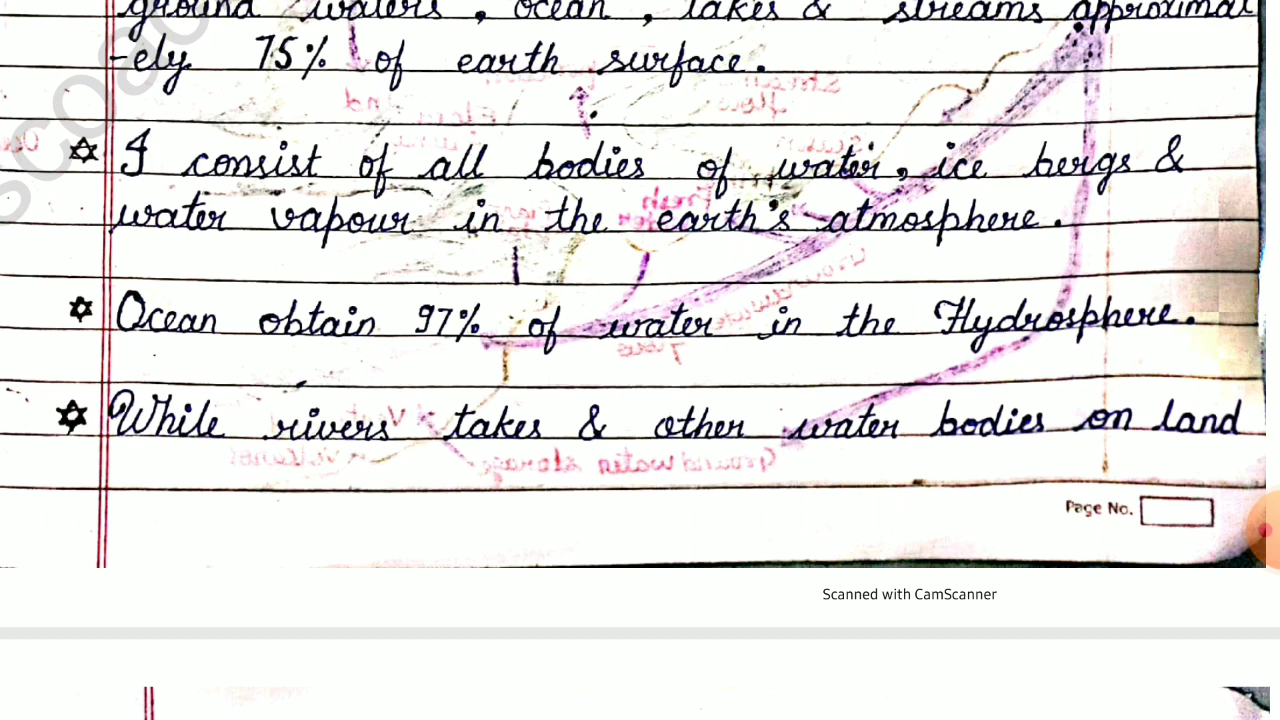 ground waters, ocean, lakes & streams approximat
-ely 75% of earth surface.
I consist of all bodies of water, ice bergs &
water vapour in the earth's atmosphere.
Ocean obtain 97% of water in the Hydrosphere.
While rivers takes & other water bodies on land
Page No.
Scanned with CamScanner